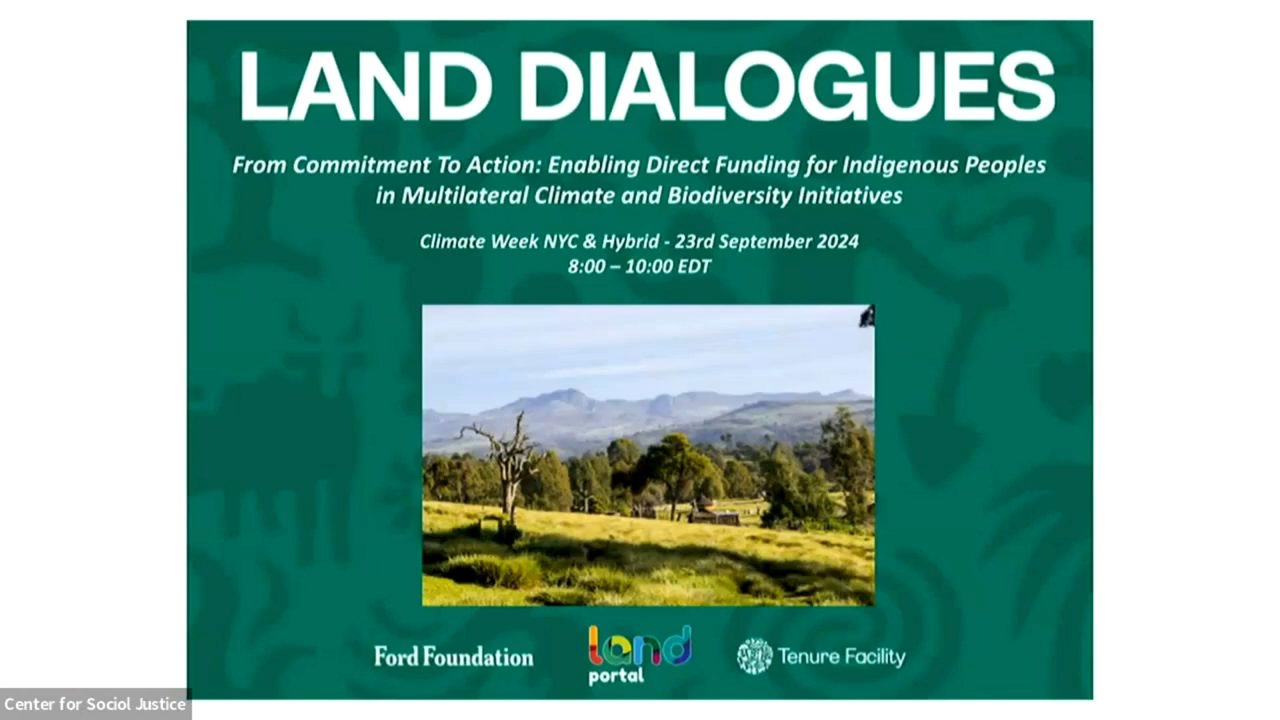 LAND DIALOGUES
From Commitment To Action: Enabling Direct Funding for Indigenous Peoples
in Multilateral Climate and Biodiversity Initiatives
Climate Week NYC & Hybrid - 23rd September 2024
8:00 – 10:00 EDT
Ford Foundation
land
portal
Tenure Facility
Center for Sociol Justice